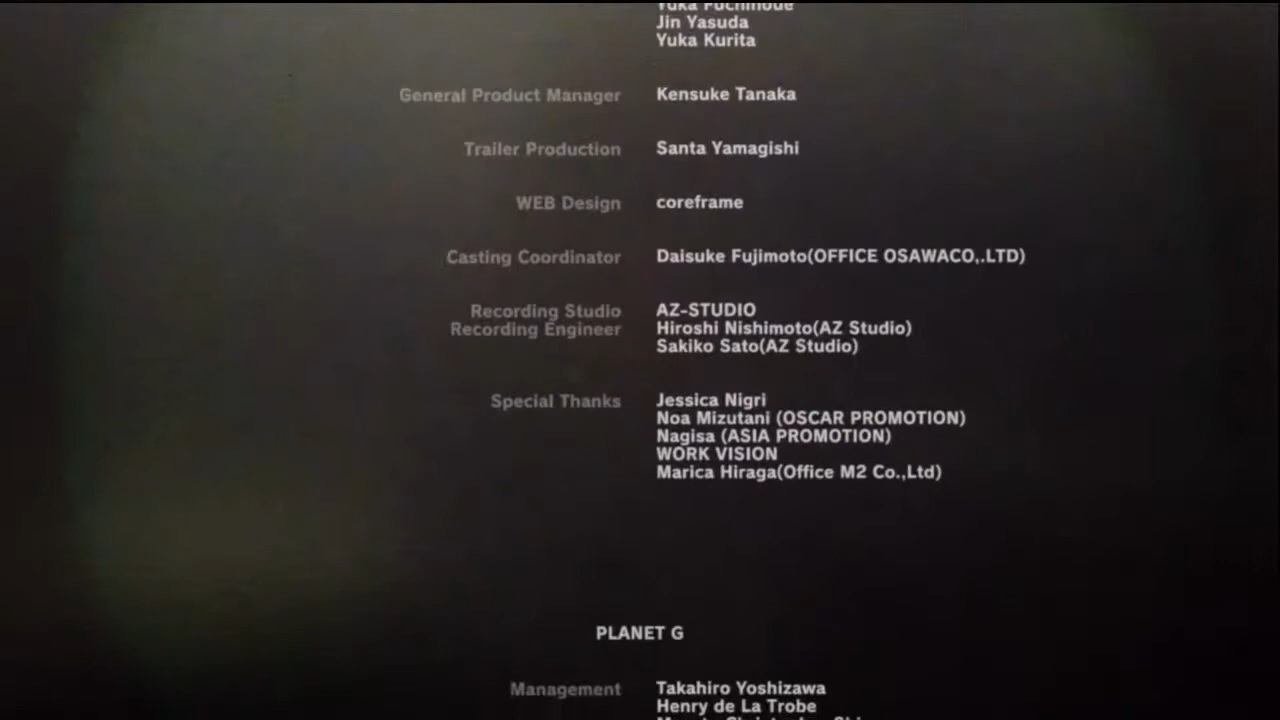 Jin Yasuda
Yuka Kurita
General Product Manager Kensuke Tanaka
Trailer Production Santa Yamagishi
WEB Design coreframe
Casting Coordinator Daisuke Fujimoto(OFFICE OSAWACO,.LTD)
Recording Studio AZ-STUDIO
Recording Engineer Hiroshi Nishimoto(AZ Studio)
Sakiko Sato(AZ Studio)
Special Thanks Jessica Nigri
Noa Mizutani (OSCAR PROMOTION)
Nagisa (ASIA PROMOTION)
WORK VISION
Marica Hiraga(Office M2 Co.,Ltd)
PLANET G
Management Takahiro Yoshizawa
Henry de La Trobe